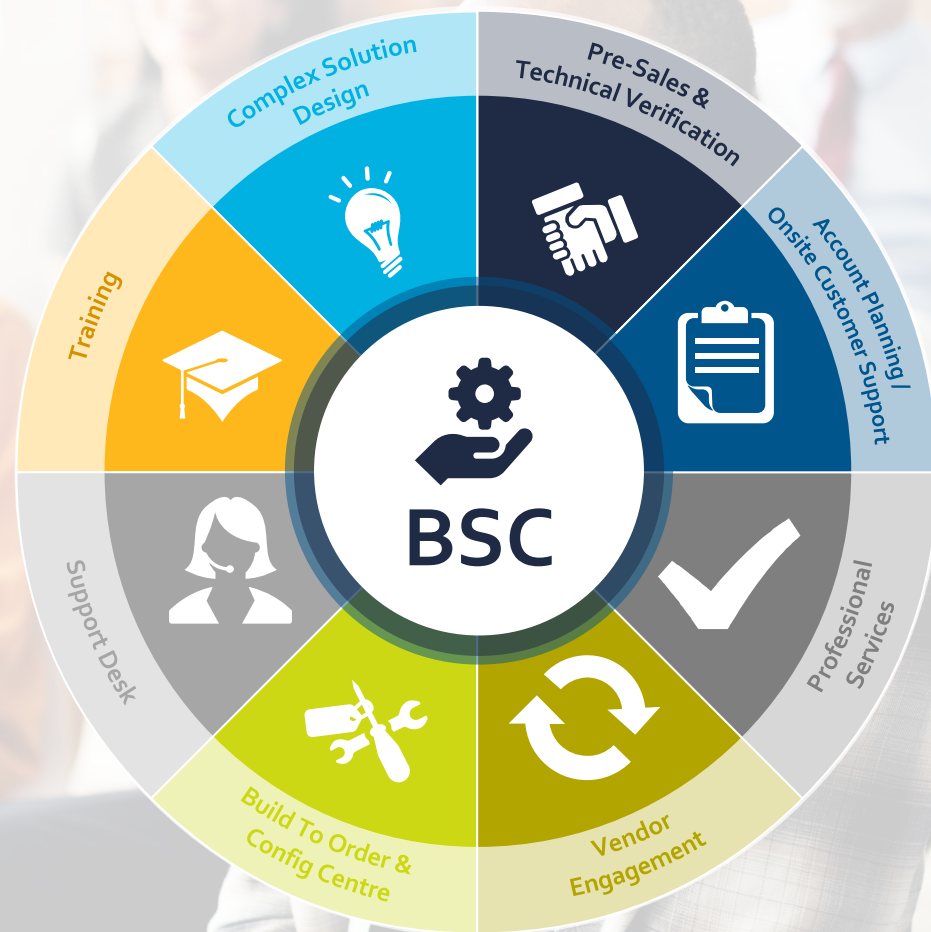 Complex Solution
Design
Pre-Sales &
Technical Verification
Account Planning /
Onsite Customer Support
Professional
Services
Vendor
Engagement
Build To Order &
Config Centre
Support Desk
Training
BSC